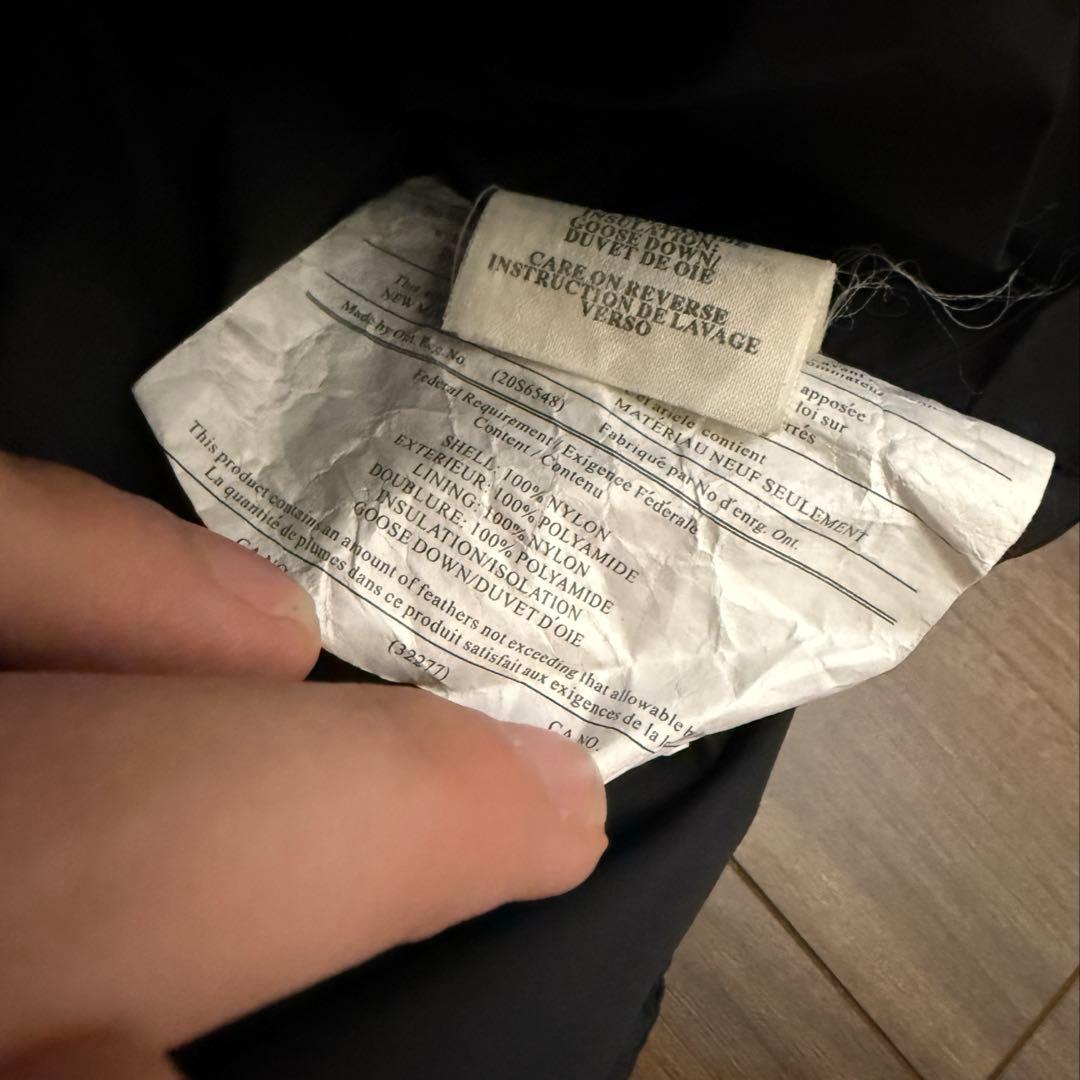 INSULATION:
GOOSE DOWN/
DUVET DE OIE
CARE ON REVERSE
INSTRUCTION DE LAVAGE
VERSO
NEW
apposée
loi sur
article contient
MATÉRIAU NEUF SEULEMENT
Made by Ont. Reg. No. (20S6548) Fabriqué par No d'enrg. Ont.
Federal Requirement / Exigence Fédérale
Content / Contenu
SHELL: 100% NYLON
EXTERIEUR: 100% POLYAMIDE
LINING: 100% NYLON
DOUBLURE: 100% POLYAMIDE
INSULATION/ISOLATION
GOOSE DOWN/DUVET D'OIE
This product contains an amount of feathers not exceeding that allowable
La quantité de plumes dans ce produit satisfait aux exigences de la
CA NO.
(32277)
CA NO.